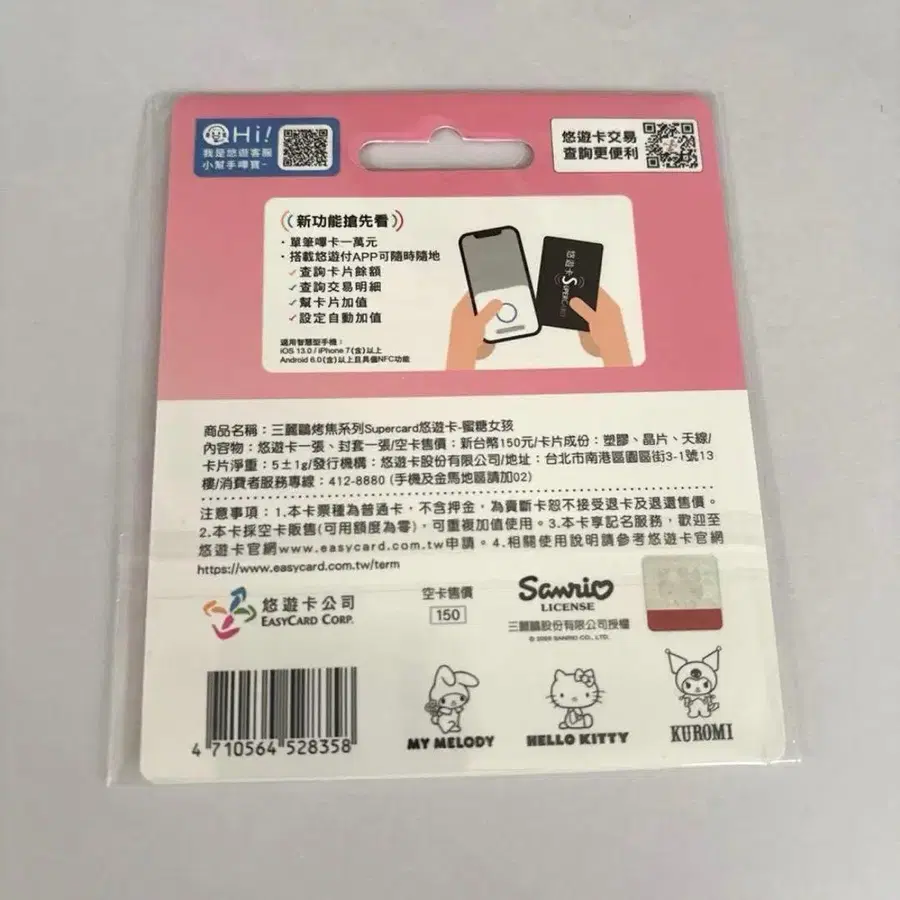 Hi!
我是悠遊客服
小幫手嗶寶~
悠遊卡交易
查詢更便利
新功能搶先看
・單筆嗶卡一萬元
・搭載悠遊付APP可隨時隨地
✓查詢卡片餘額
✓查詢交易明細
✓幫卡片加值
✓設定自動加值
適用智慧型手機:
iOS 13.0 / iPhone 7(含)以上
Android 6.0(含)以上且具備NFC功能
悠遊卡 SUPERCARD
商品名稱:三麗鷗烤焦系列Supercard悠遊卡-蜜糖女孩
內容物:悠遊卡一張、封套一張/空卡售價:新台幣150元/卡片成份:塑膠、晶片、天線/
卡片淨重:5±1g/發行機構:悠遊卡股份有限公司/地址:台北市南港區園區街3-1號13
樓/消費者服務專線:412-8880 (手機及金馬地區請加02)
注意事項:1.本卡票種為普通卡,不含押金,為賣斷卡恕不接受退卡及退還售價。
2.本卡採空卡販售(可用額度為零),可重複加值使用。3.本卡享記名服務,歡迎至
悠遊卡官網www.easycard.com.tw申請。4.相關使用說明請參考悠遊卡官網
https://www.easycard.com.tw/term
悠遊卡公司
EASYCARD CORP.
空卡售價
150
Sanrio
LICENSE
三麗鷗股份有限公司授權
SANRIO CO., LTD.
4 710564 528358
MY MELODY
HELLO KITTY
KUROMI